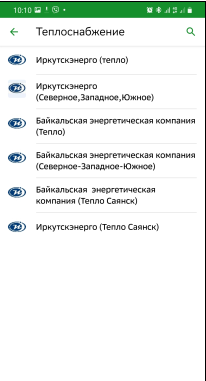 10:10
Теплоснабжение
Иркутскэнерго (тепло)
Иркутскэнерго
(Северное,Западное,Южное)
Байкальская энергетическая компания
(Тепло)
Байкальская энергетическая компания
(Северное-Западное-Южное)
Байкальская энергетическая
компания (Тепло Саянск)
Иркутскэнерго (Тепло Саянск)